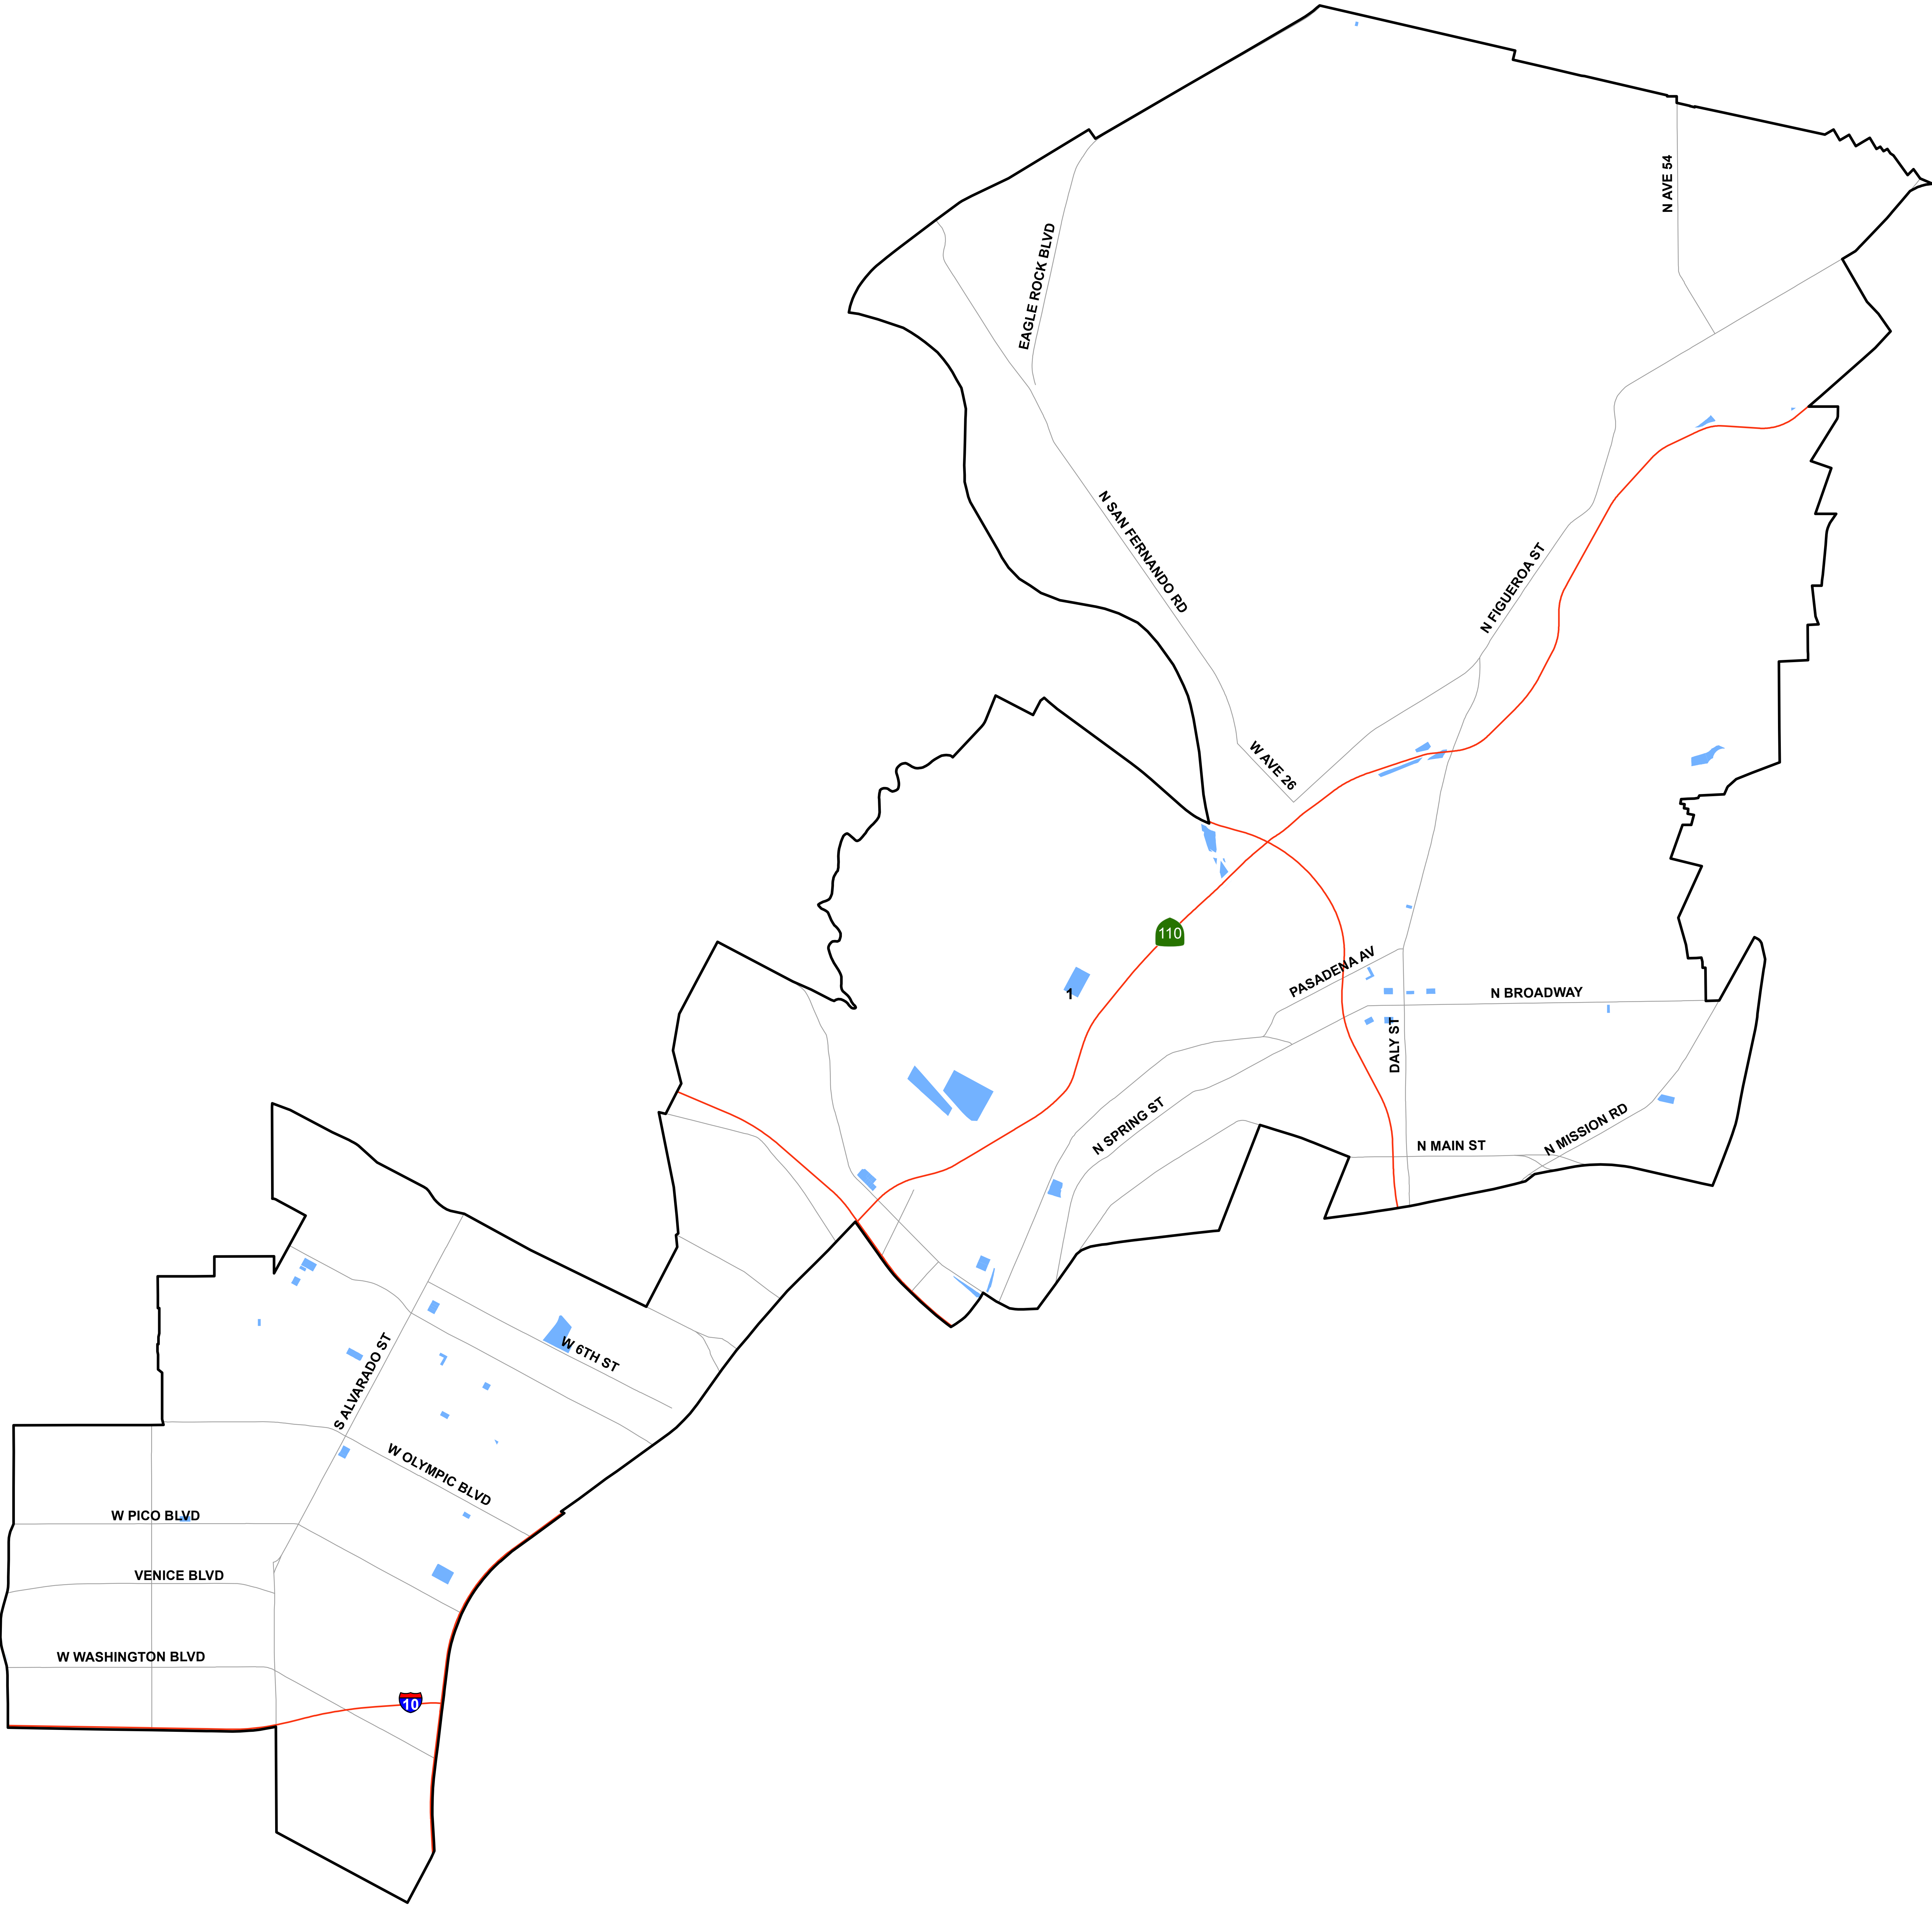 N AVE 54
EAGLE ROCK BLVD
N SAN FERNANDO RD
N FIGUEROA ST
W AVE 26
110
PASADENA AV
1
N BROADWAY
DALY ST
N SPRING ST
N MISSION RD
N MAIN ST
W 6TH ST
S ALVARADO ST
W OLYMPIC BLVD
W PICO BLVD
VENICE BLVD
W WASHINGTON BLVD
10